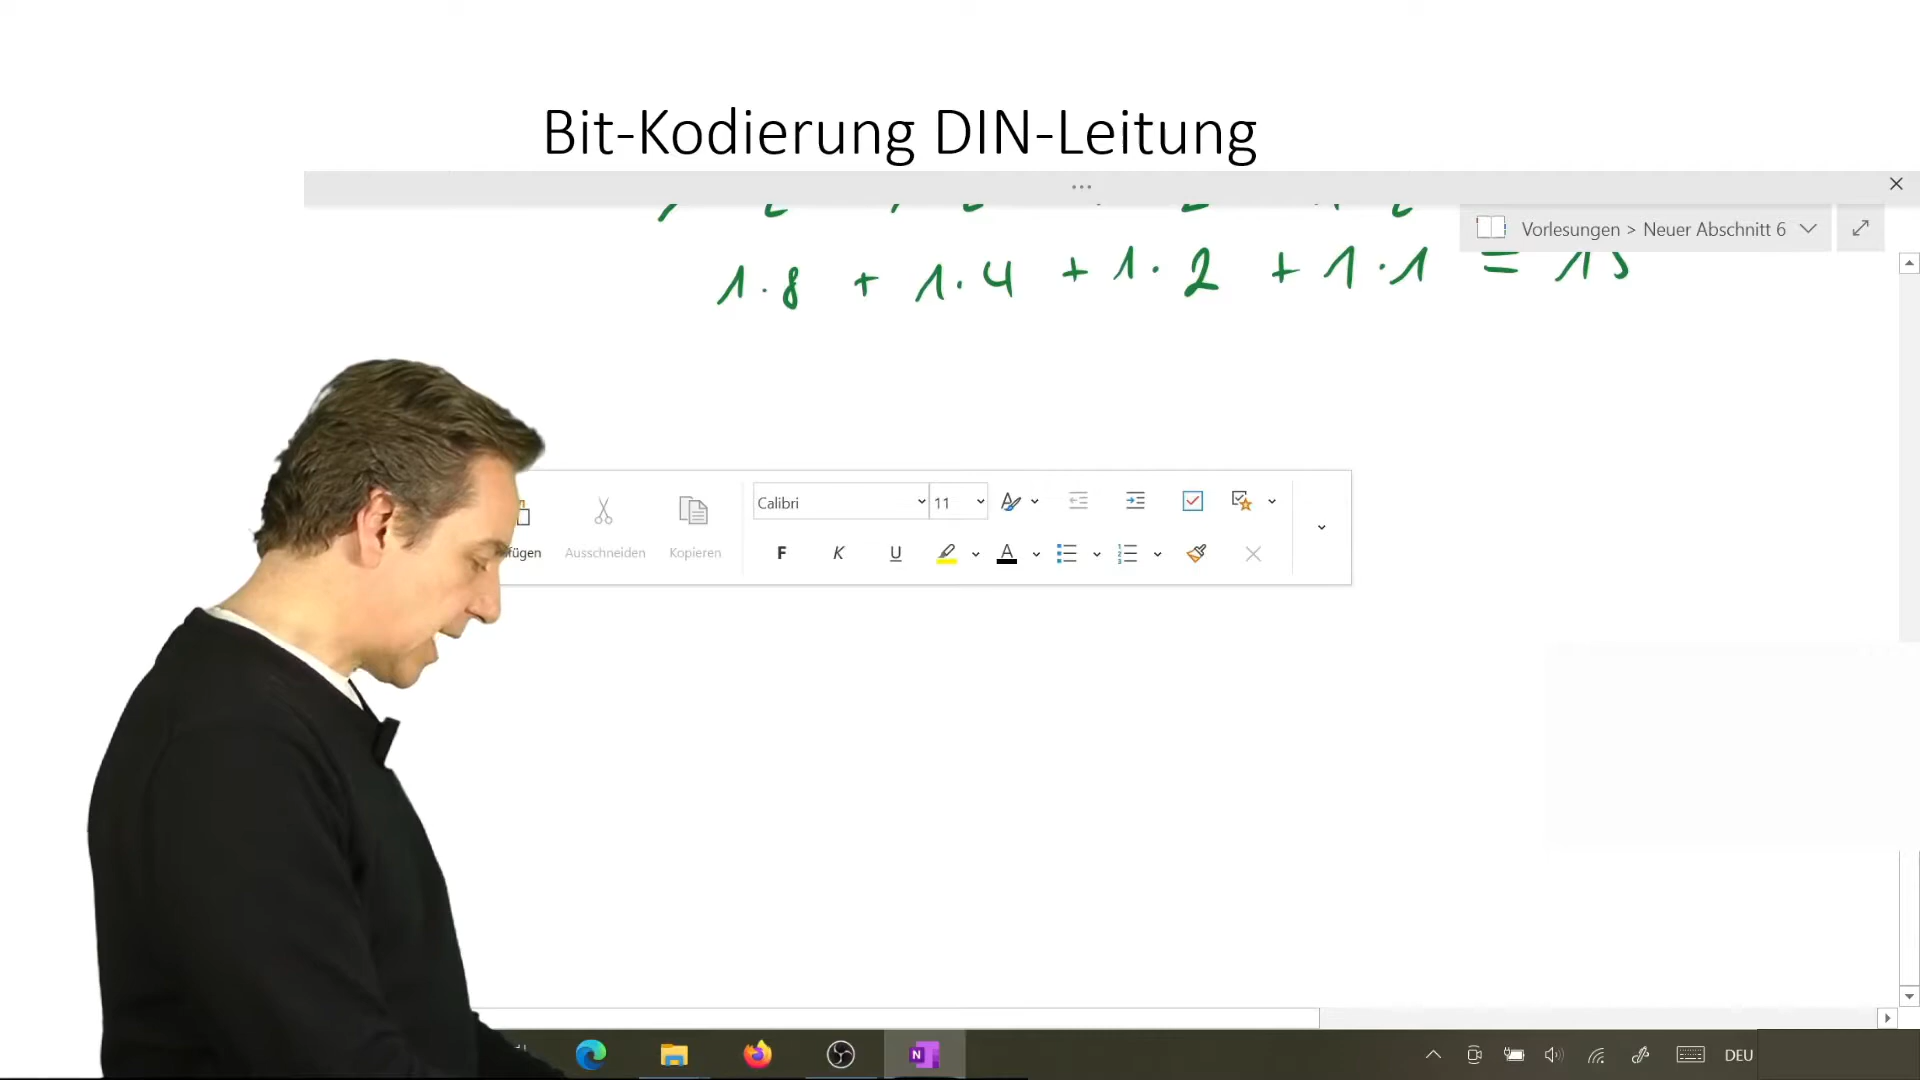 Bit-Kodierung DIN-Leitung
Vorlesungen > Neuer Abschnitt 6
1 · 8 + 1 · 4 + 1 · 2 + 1 · 1 = 15
Calibri
11
fügen
Ausschneiden
Kopieren
F K U A
DEU